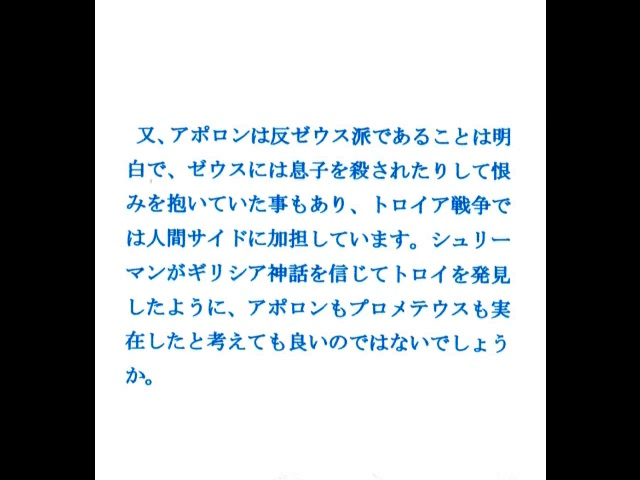 又、アポロンは反ゼウス派であることは明
白で、ゼウスには息子を殺されたりして恨
みを抱いていた事もあり、トロイア戦争で
は人間サイドに加担しています。シュリー
マンがギリシア神話を信じてトロイを発見
したように、アポロンもプロメテウスも実
在したと考えても良いのではないでしょう
か。